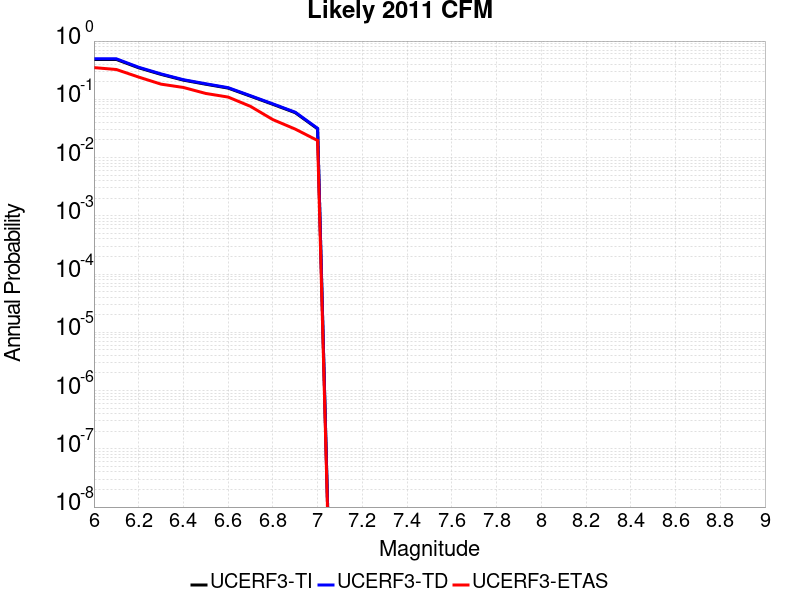 Likely 2011 CFM
10^0
10^-1
10^-2
10^-3
10^-4
10^-5
10^-6
10^-7
10^-8
Annual Probability
6 6.2 6.4 6.6 6.8 7 7.2 7.4 7.6 7.8 8 8.2 8.4 8.6 8.8 9
Magnitude
UCERF3-TI UCERF3-TD UCERF3-ETAS